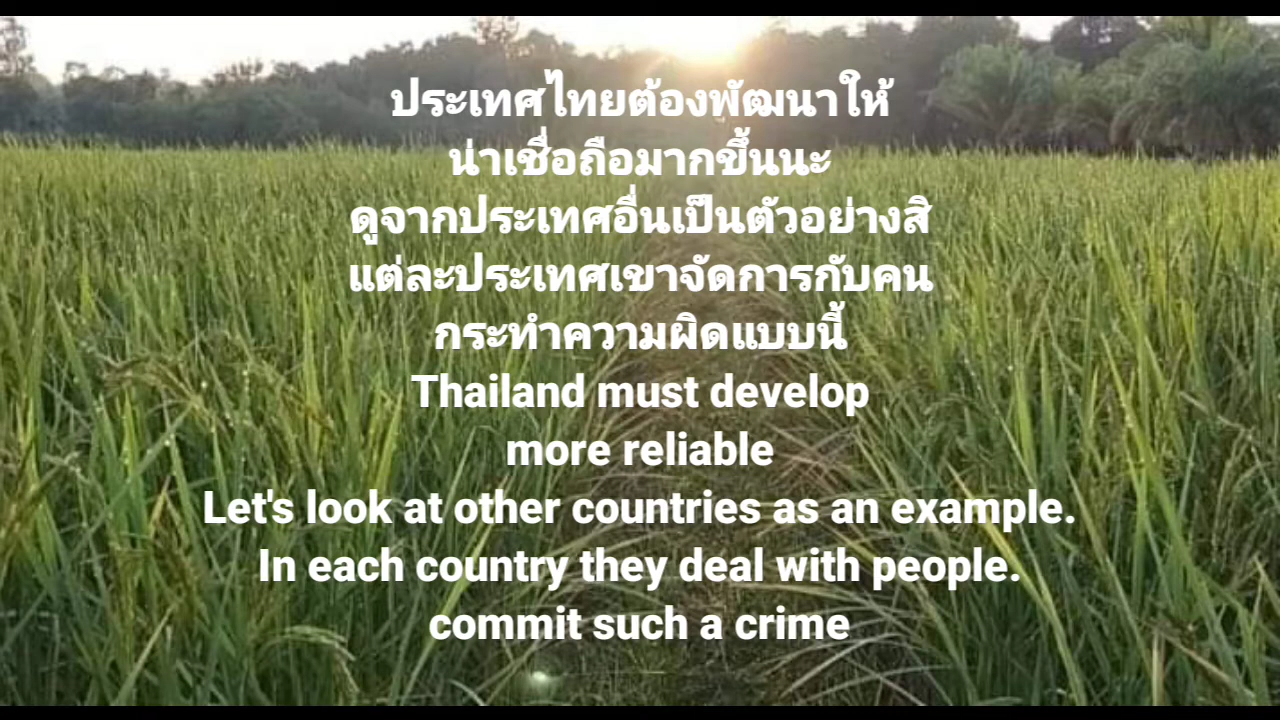 ประเทศไทยต้องพัฒนาให้
น่าเชื่อถือมากขึ้นนะ
ดูจากประเทศอื่นเป็นตัวอย่างสิ
แต่ละประเทศเขาจัดการกับคน
กระทำความผิดแบบนี้
Thailand must develop
more reliable
Let's look at other countries as an example.
In each country they deal with people.
commit such a crime